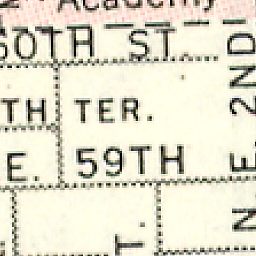 Academy
60TH ST.
TH TER.
E. 59TH
N. E. 2ND
T.